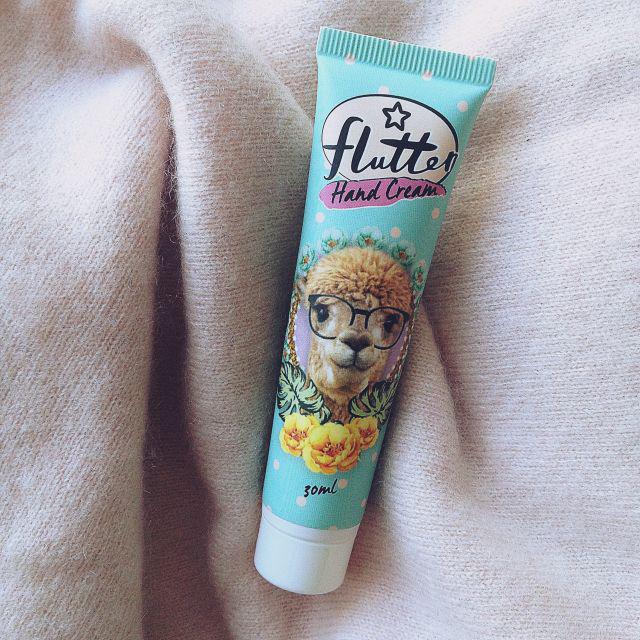 flutter
Hand Cream
30ml